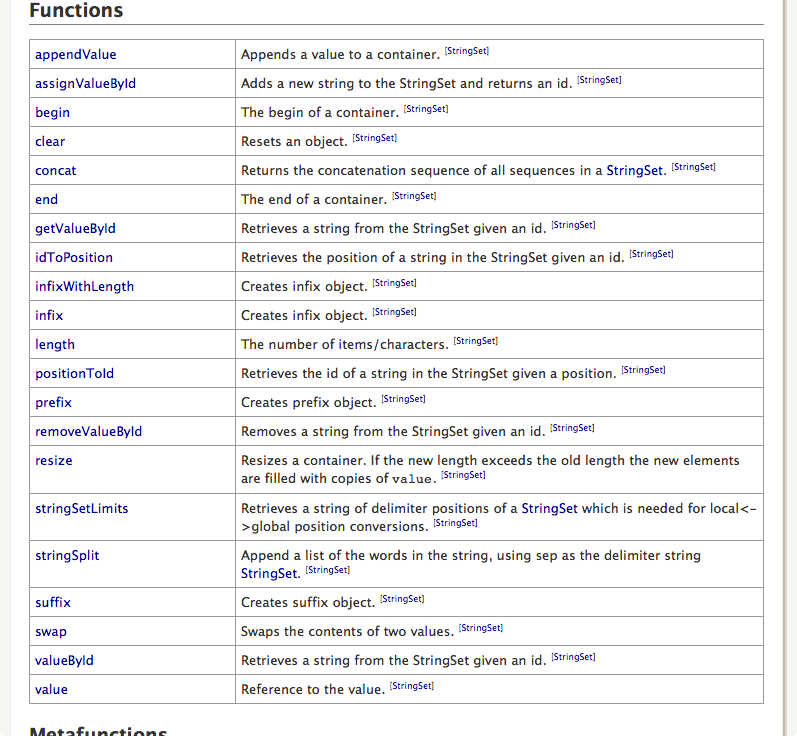 Functions
appendValue Appends a value to a container. [StringSet]
assignValueById Adds a new string to the StringSet and returns an id. [StringSet]
begin The begin of a container. [StringSet]
clear Resets an object. [StringSet]
concat Returns the concatenation sequence of all sequences in a StringSet. [StringSet]
end The end of a container. [StringSet]
getValueById Retrieves a string from the StringSet given an id. [StringSet]
idToPosition Retrieves the position of a string in the StringSet given an id. [StringSet]
infixWithLength Creates infix object. [StringSet]
infix Creates infix object. [StringSet]
length The number of items/characters. [StringSet]
positionToId Retrieves the id of a string in the StringSet given a position. [StringSet]
prefix Creates prefix object. [StringSet]
removeValueById Removes a string from the StringSet given an id. [StringSet]
resize Resizes a container. If the new length exceeds the old length the new elements
are filled with copies of value. [StringSet]
stringSetLimits Retrieves a string of delimiter positions of a StringSet which is needed for local<-
>global position conversions. [StringSet]
stringSplit Append a list of the words in the string, using sep as the delimiter string
StringSet. [StringSet]
suffix Creates suffix object. [StringSet]
swap Swaps the contents of two values. [StringSet]
valueById Retrieves a string from the StringSet given an id. [StringSet]
value Reference to the value. [StringSet]
Metafunctions